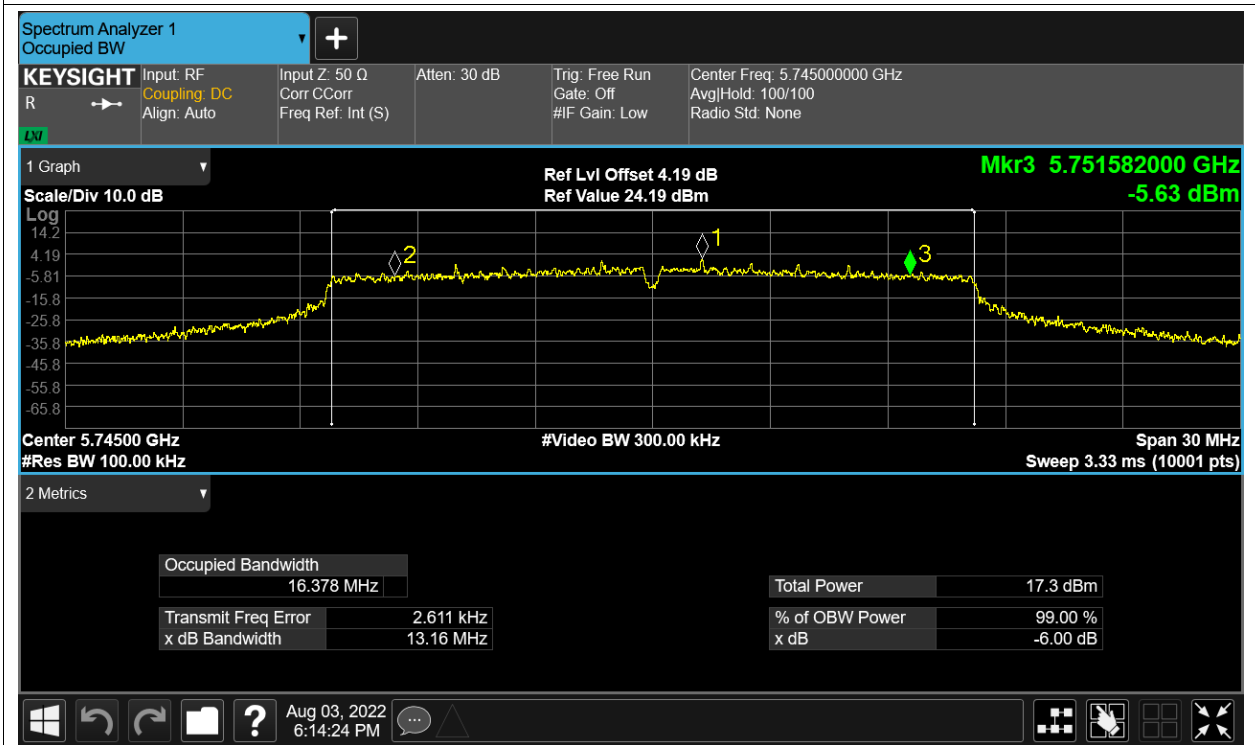 Spectrum Analyzer 1
Occupied BW
KEYSIGHT
R
LXI
Input: RF
Coupling: DC
Align: Auto
Input Z: 50 Ω
Corr CCorr
Freq Ref: Int (S)
Atten: 30 dB
Trig: Free Run
Gate: Off
#IF Gain: Low
Center Freq: 5.745000000 GHz
Avg|Hold: 100/100
Radio Std: None
1 Graph
Scale/Div 10.0 dB
Ref Lvl Offset 4.19 dB
Ref Value 24.19 dBm
Mkr3 5.751582000 GHz
-5.63 dBm
Log
14.2
4.19
-5.81
-15.8
-25.8
-35.8
-45.8
-55.8
-65.8
2
1
3
Center 5.74500 GHz
#Video BW 300.00 kHz
Span 30 MHz
#Res BW 100.00 kHz
Sweep 3.33 ms (10001 pts)
2 Metrics
Occupied Bandwidth
16.378 MHz
Total Power 17.3 dBm
Transmit Freq Error 2.611 kHz
% of OBW Power 99.00 %
x dB Bandwidth 13.16 MHz
x dB -6.00 dB
?
Aug 03, 2022
6:14:24 PM